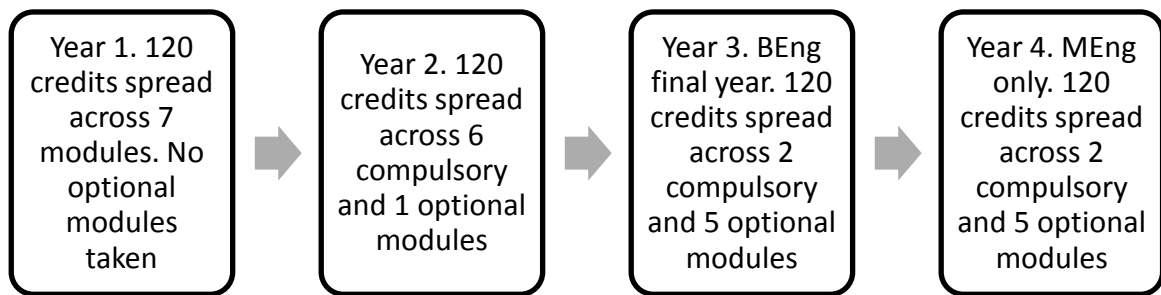 Year 1. 120
credits spread
across 7
modules. No
optional
modules
taken
Year 2. 120
credits spread
across 6
compulsory
and 1 optional
modules
Year 3. BEng
final year. 120
credits spread
across 2
compulsory
and 5 optional
modules
Year 4. MEng
only. 120
credits spread
across 2
compulsory
and 5 optional
modules